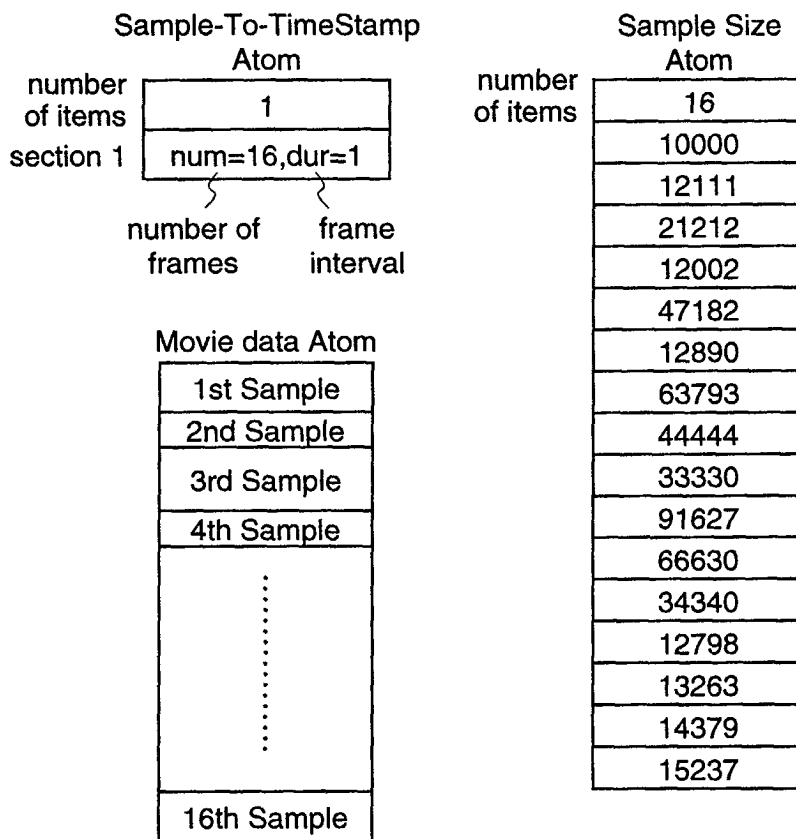 Sample-To-TimeStamp
Atom
number
of items
1
section 1
num=16,dur=1
number of
frames
frame
interval
Movie data Atom
1st Sample
2nd Sample
3rd Sample
4th Sample
16th Sample
Sample Size
Atom
number
of items
16
10000
12111
21212
12002
47182
12890
63793
44444
33330
91627
66630
34340
12798
13263
14379
15237